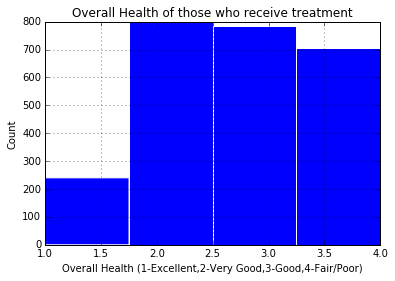 Overall Health of those who receive treatment
800
700
600
500
400
300
200
100
0
Count
1.0 1.5 2.0 2.5 3.0 3.5 4.0
Overall Health (1-Excellent,2-Very Good,3-Good,4-Fair/Poor)